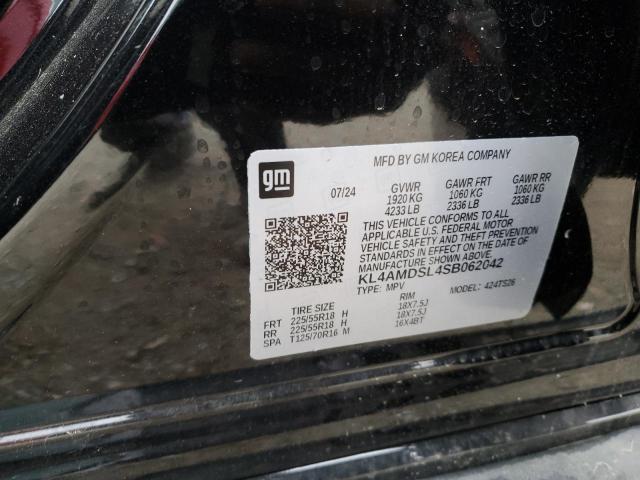 MFD BY GM KOREA COMPANY
gm
07/24 GVWR GAWR FRT GAWR RR
1920 KG 1060 KG 1060 KG
4233 LB 2336 LB 2336 LB
THIS VEHICLE CONFORMS TO ALL
APPLICABLE U.S. FEDERAL MOTOR
VEHICLE SAFETY AND THEFT PREVENTION
STANDARDS IN EFFECT ON THE DATE OF
MANUFACTURE SHOWN ABOVE.
KL4AMDSL4SB062042
TYPE: MPV MODEL: 424TS26
TIRE SIZE RIM
FRT 225/55R18 H 18X7.5J
RR 225/55R18 H 18X7.5J
SPA T125/70R16 M 16X4BT